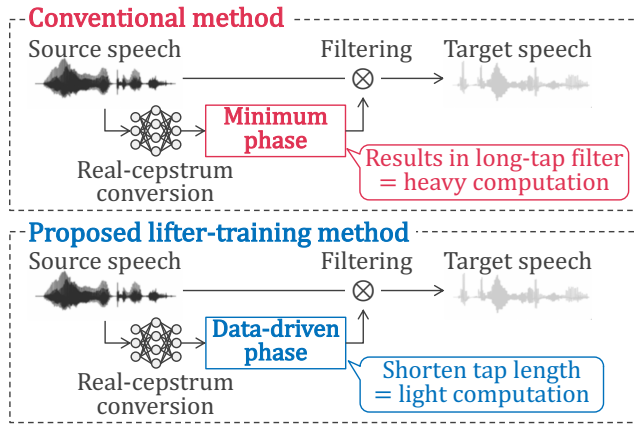 Conventional method
Source speech Filtering Target speech
Minimum
phase
Real-cepstrum
conversion
Results in long-tap filter
= heavy computation
Proposed lifter-training method
Source speech Filtering Target speech
Data-driven
phase
Real-cepstrum
conversion
Shorten tap length
= light computation